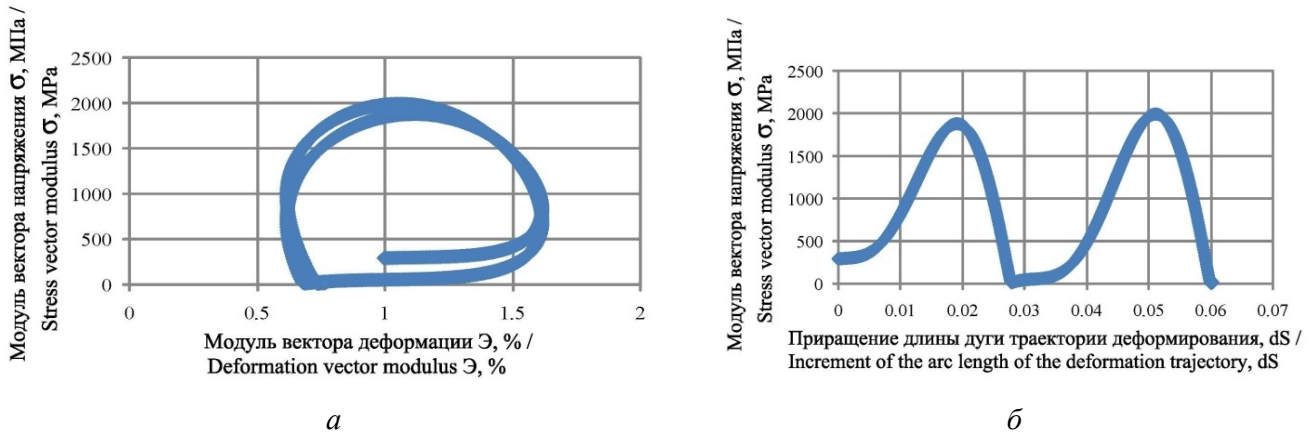 Модуль вектора напряжения σ, МПа /
Stress vector modulus σ, MPa
2500
2000
1500
1000
500
0
0
0.5
1
1.5
2
Модуль вектора деформации Э, % /
Deformation vector modulus Э, %
а
Модуль вектора напряжения σ, МПа /
Stress vector modulus σ, MPa
2500
2000
1500
1000
500
0
0
0.01
0.02
0.03
0.04
0.05
0.06
0.07
Приращение длины дуги траектории деформирования, dS /
Increment of the arc length of the deformation trajectory, dS
б